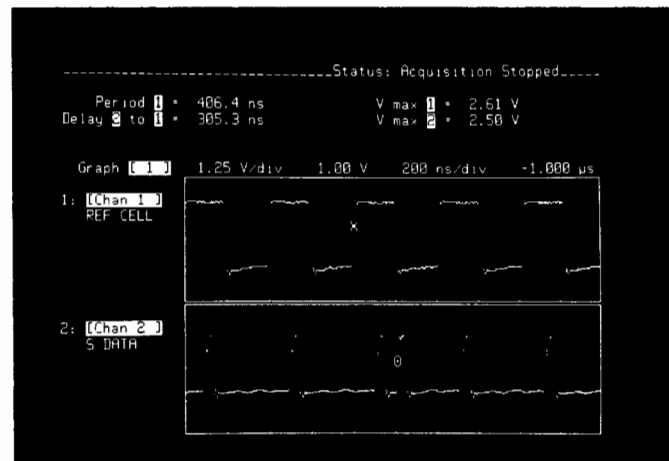 Status: Acquisition Stopped
Period 1 = 406.4 ns
V max 1 = 2.61 V
Delay 2 to 1 = 305.3 ns
V max 2 = 2.50 V
Graph [ 1 ] 1.25 V/div 1.00 V 200 ns/div -1.000 µs
1: [Chan 1 ]
REF CELL
2: [Chan 2 ]
S DATA